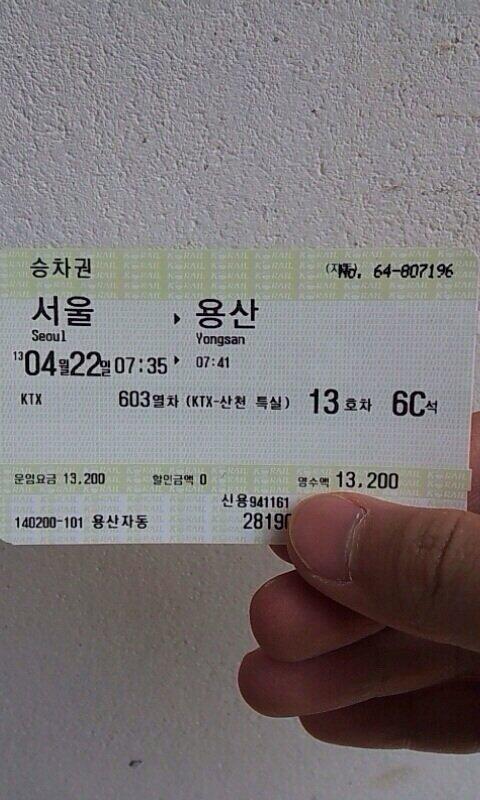 승차권 (자동) No. 64-807196
서울 ▶ 용산
Seoul Yongsan
13 04월22일 07:35 ▶ 07:41
KTX 603열차 (KTX-산천 특실) 13 호차 6C석
운임요금 13,200 할인금액 0 영수액 13,200
신용941161
140200-101 용산자동 28190